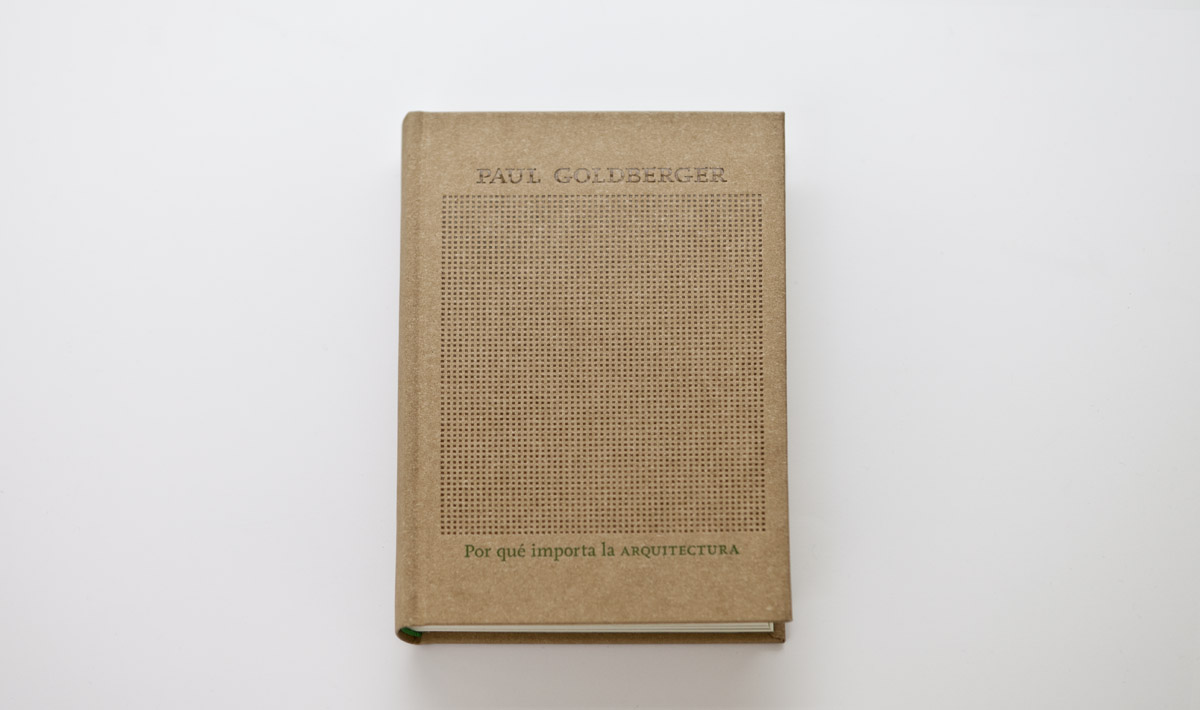 PAUL GOLDBERGER
Por qué importa la ARQUITECTURA